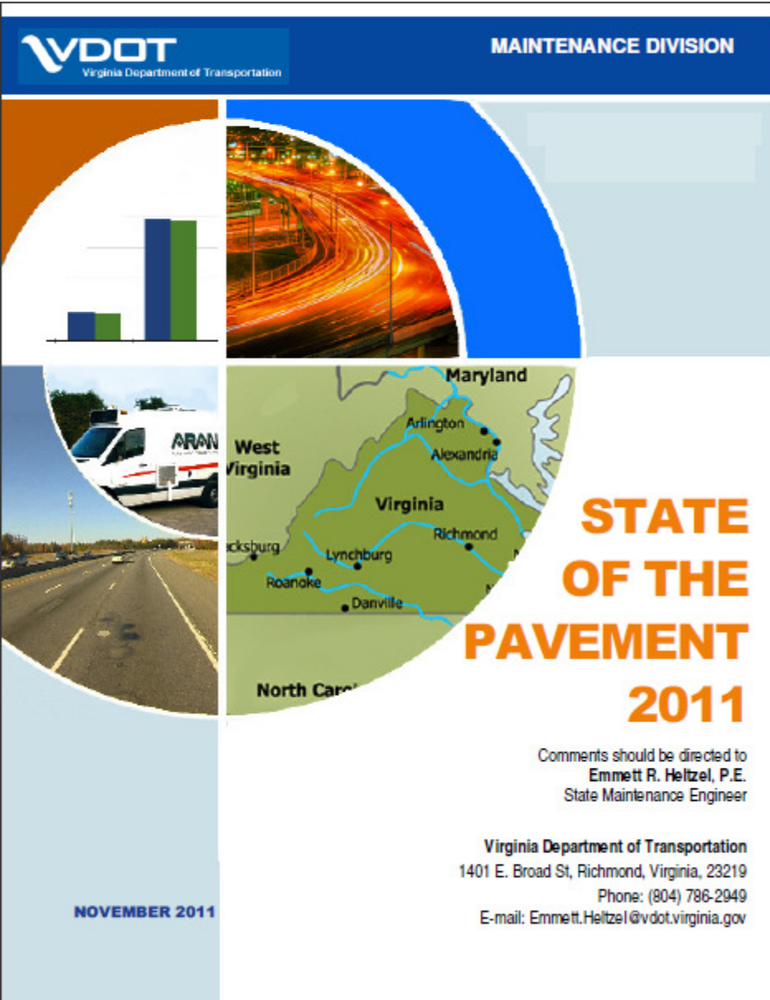 VDOT
Virginia Department of Transportation
MAINTENANCE DIVISION
ARAN
Maryland
Arlington
Alexandria
West
Virginia
Virginia
Richmond
cksburg
Lynchburg
Roanoke
Danville
North Caro
STATE
OF THE
PAVEMENT
2011
Comments should be directed to
Emmett R. Heltzel, P.E.
State Maintenance Engineer
Virginia Department of Transportation
1401 E. Broad St, Richmond, Virginia, 23219
Phone: (804) 786-2949
E-mail: Emmett.Heltzel@vdot.virginia.gov
NOVEMBER 2011